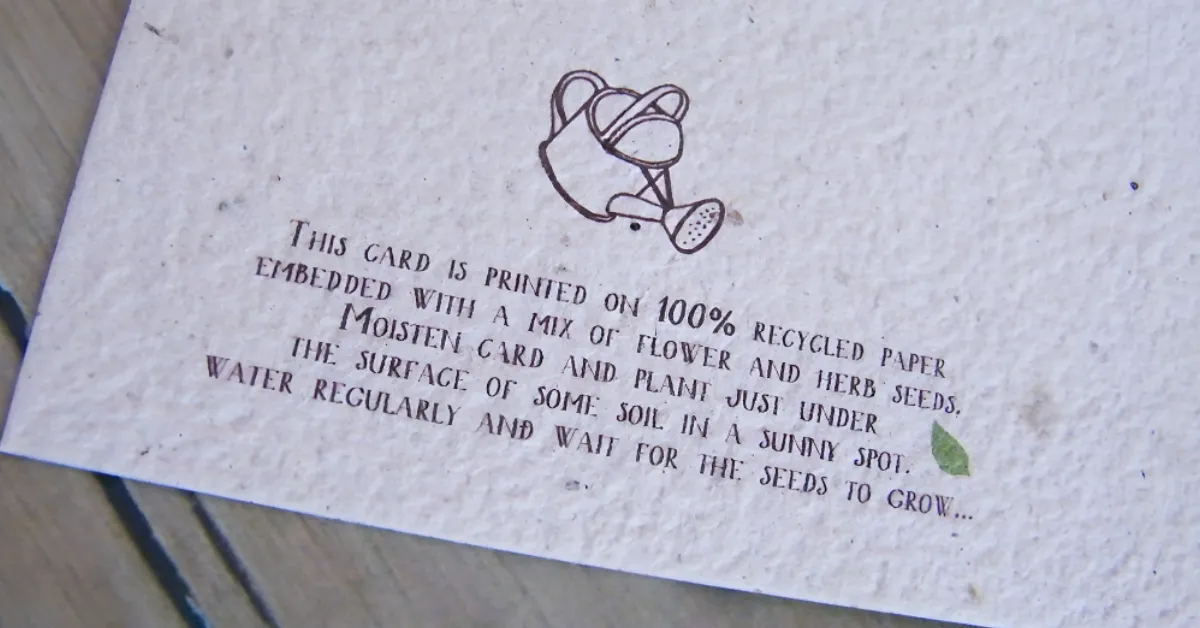 This card is printed on 100% recycled paper
embedded with a mix of flower and herb seeds.
Moisten card and plant just under
the surface of some soil in a sunny spot.
Water regularly and wait for the seeds to grow...